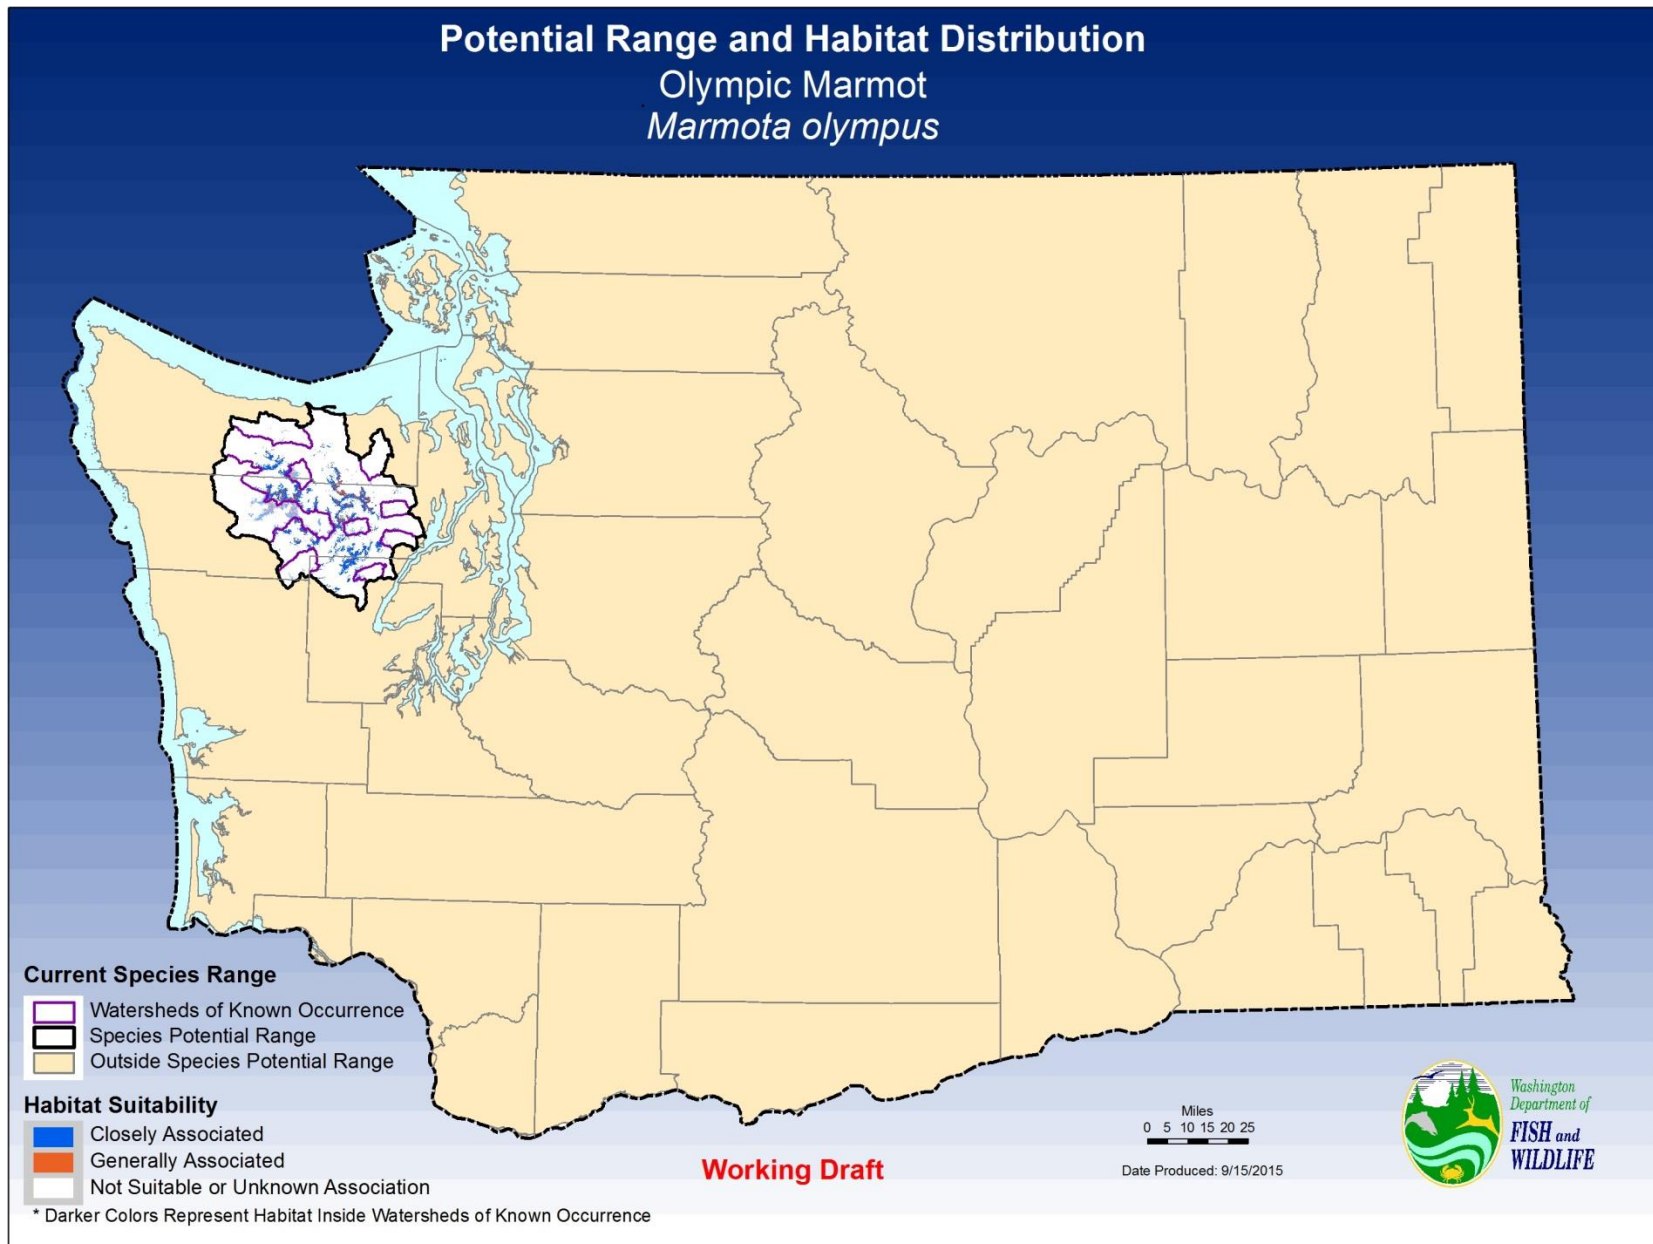 Potential Range and Habitat Distribution
Olympic Marmot
Marmota olympus
Current Species Range
Watersheds of Known Occurrence
Species Potential Range
Outside Species Potential Range
Habitat Suitability
Closely Associated
Generally Associated
Not Suitable or Unknown Association
* Darker Colors Represent Habitat Inside Watersheds of Known Occurrence
Working Draft
Miles
0 5 10 15 20 25
Date Produced: 9/15/2015
Washington
Department of
FISH and
WILDLIFE